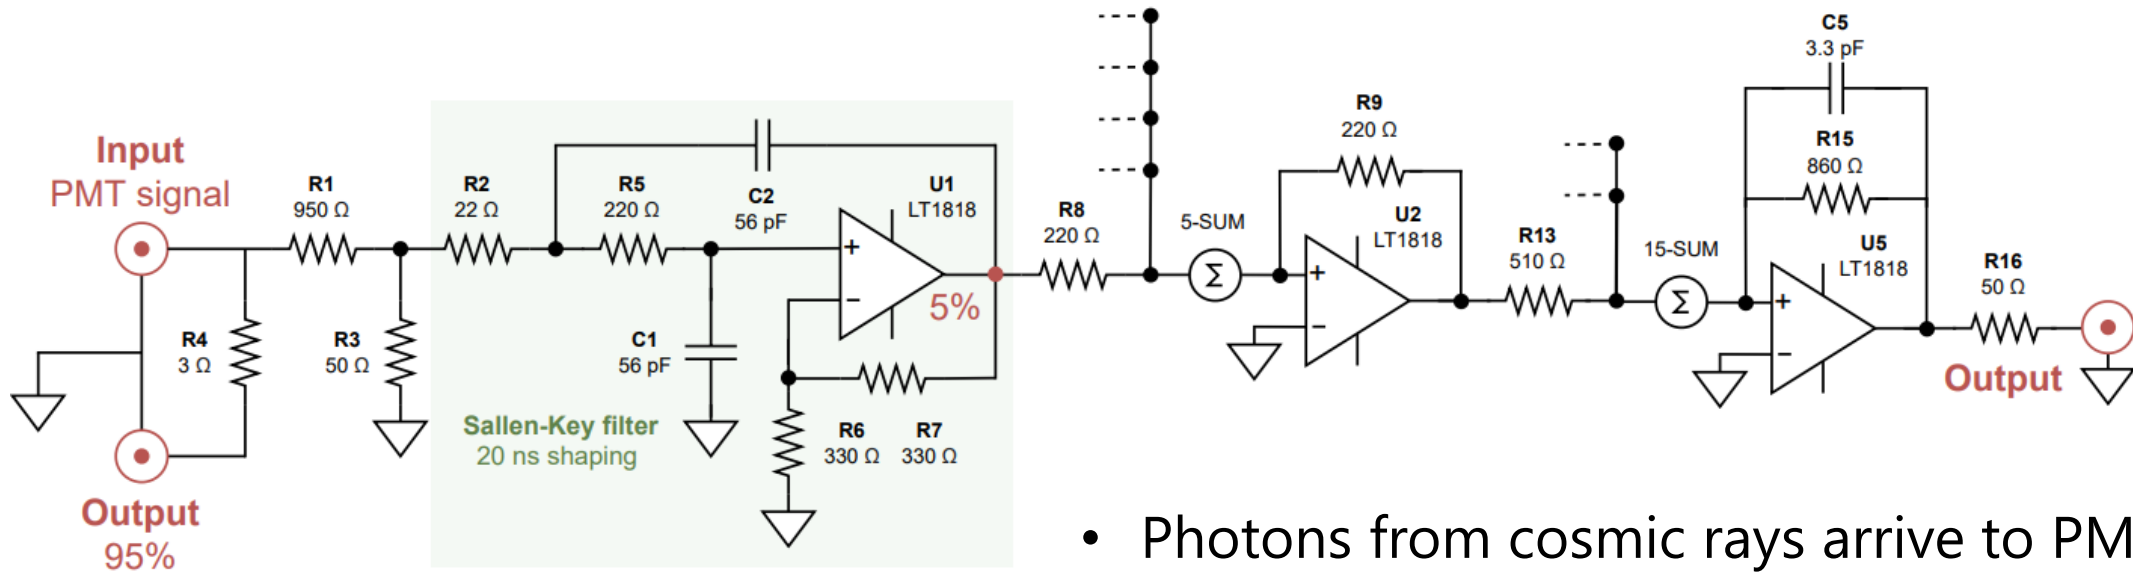 Input
PMT signal
R1
950 Ω
R2
22 Ω
R5
220 Ω
C2
56 pF
U1
LT1818
+
−
5%
R4
3 Ω
R3
50 Ω
C1
56 pF
R6
330 Ω
R7
330 Ω
Sallen-Key filter
20 ns shaping
Output
95%
R8
220 Ω
5-SUM
Σ
R9
220 Ω
U2
LT1818
+
−
R13
510 Ω
15-SUM
Σ
C5
3.3 pF
R15
860 Ω
U5
LT1818
+
−
R16
50 Ω
Output
• Photons from cosmic rays arrive to PM